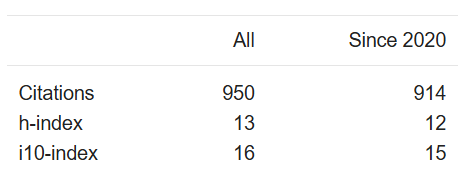 All Since 2020
Citations 950 914
h-index 13 12
i10-index 16 15